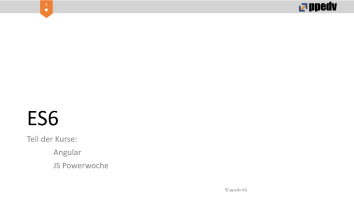 ppedv
ES6
Teil der Kurse:
Angular
JS Powerwoche
© ppedv AG